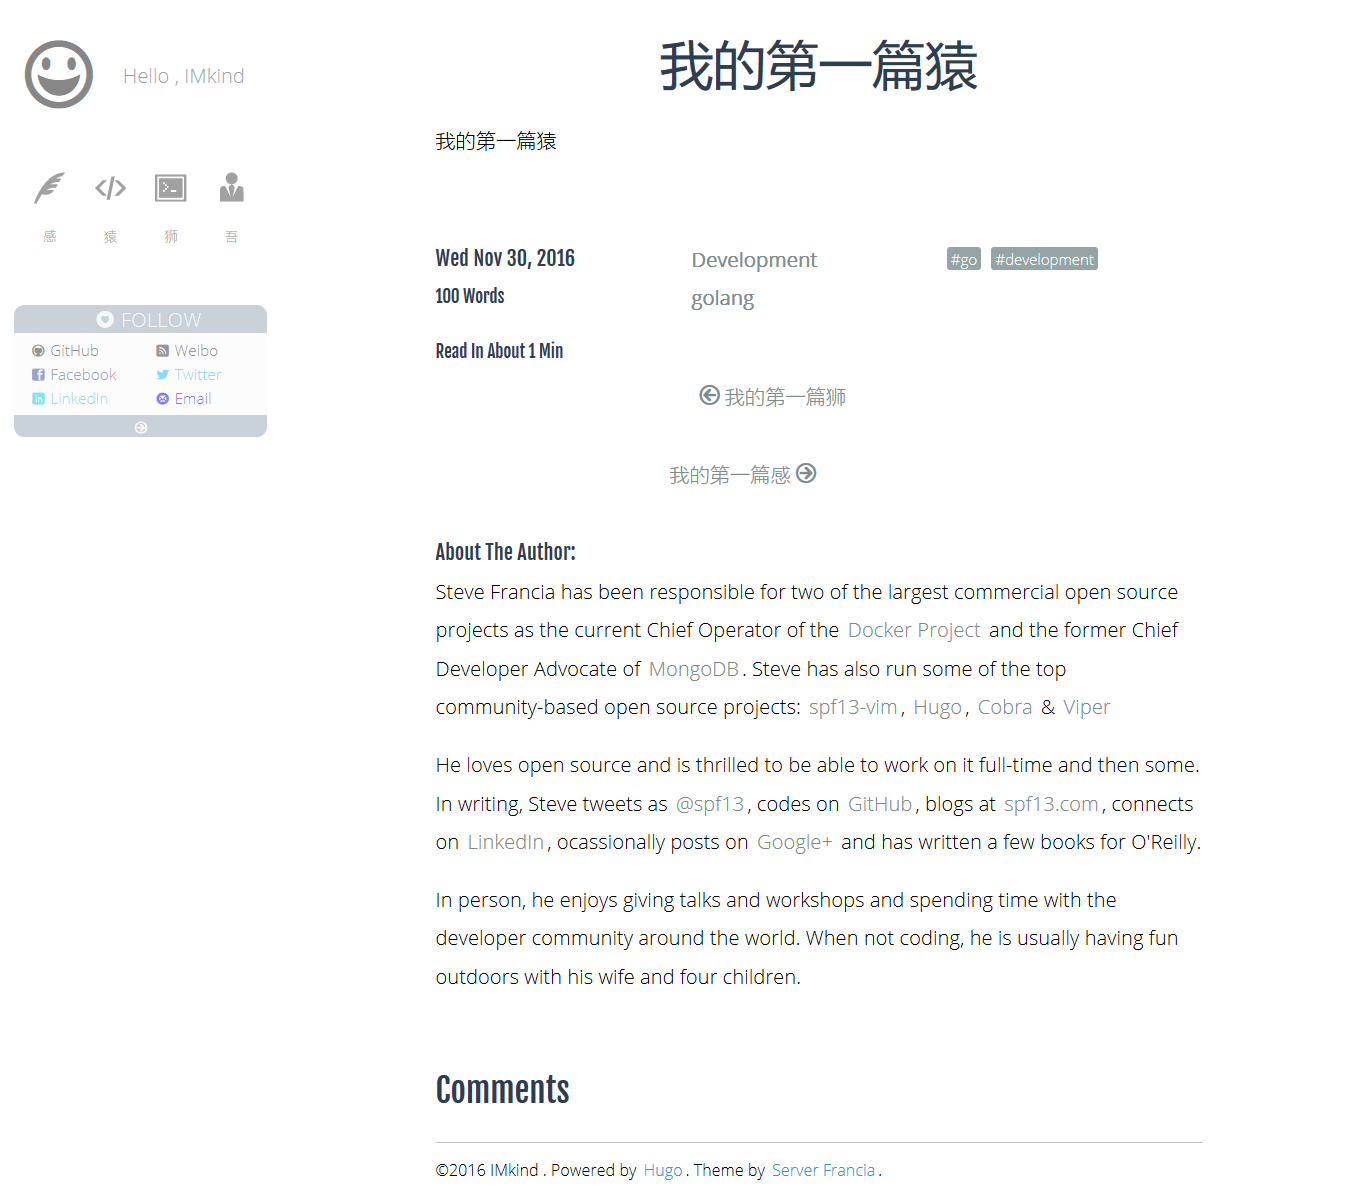 Hello , IMkind
感 猿 狮 吾
FOLLOW
GitHub Weibo
Facebook Twitter
LinkedIn Email
我的第一篇猿
我的第一篇猿
Wed Nov 30, 2016 Development #go #development
100 Words golang
Read In About 1 Min
我的第一篇狮
我的第一篇感
About The Author:
Steve Francia has been responsible for two of the largest commercial open source
projects as the current Chief Operator of the Docker Project and the former Chief
Developer Advocate of MongoDB. Steve has also run some of the top
community-based open source projects: spf13-vim, Hugo, Cobra & Viper
He loves open source and is thrilled to be able to work on it full-time and then some.
In writing, Steve tweets as @spf13, codes on GitHub, blogs at spf13.com, connects
on LinkedIn, ocassionally posts on Google+ and has written a few books for O'Reilly.
In person, he enjoys giving talks and workshops and spending time with the
developer community around the world. When not coding, he is usually having fun
outdoors with his wife and four children.
Comments
©2016 IMkind . Powered by Hugo. Theme by Server Francia.